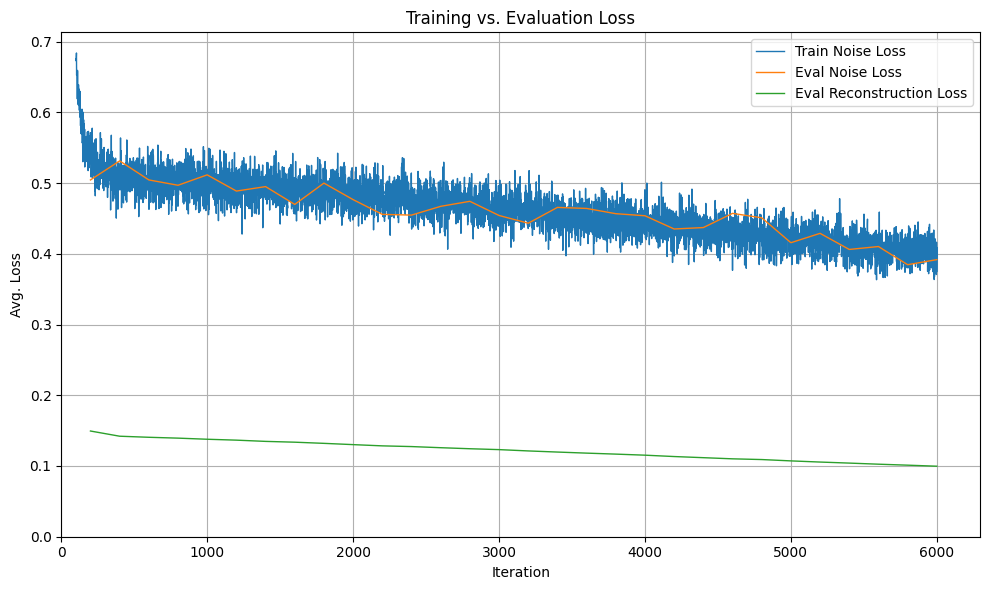 Training vs. Evaluation Loss
Train Noise Loss
Eval Noise Loss
Eval Reconstruction Loss
Avg. Loss
0.7
0.6
0.5
0.4
0.3
0.2
0.1
0.0
0 1000 2000 3000 4000 5000 6000
Iteration